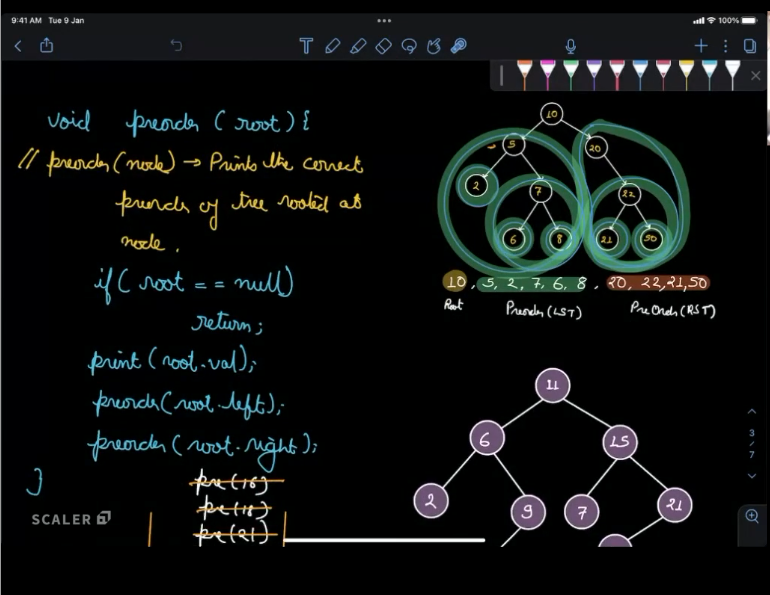 9:41 AM Tue 9 Jan
100%
void preorder ( root ) {
// preorder (node) → Prints the correct
preorder of tree rooted at
node .
if ( root == null)
return;
print (root.val);
preorder(root.left);
preorder (root.right);
}
pre(16)
pre(18)
pre(21)
10
5
20
2
7
22
6
8
21
50
10, 5, 2, 7, 6, 8, 20, 22, 21, 50
Root
Preorder(LST)
PreOrder(RST)
11
6
15
2
9
7
21
3
7
SCALER